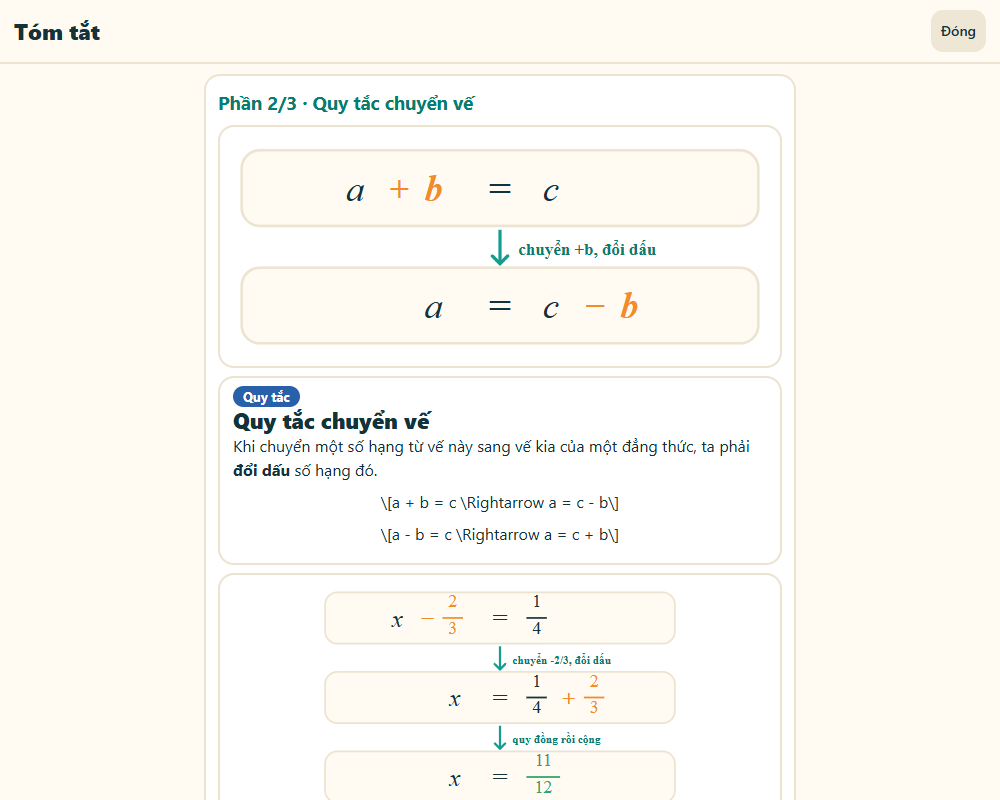 Tóm tắt
Đóng
Phần 2/3 · Quy tắc chuyển vế
a + b = c
chuyển +b, đổi dấu
a = c − b
Quy tắc
Quy tắc chuyển vế
Khi chuyển một số hạng từ vế này sang vế kia của một đẳng thức, ta phải
đổi dấu số hạng đó.
\[a + b = c \Rightarrow a = c - b\]
\[a - b = c \Rightarrow a = c + b\]
x − 2/3 = 1/4
chuyển -2/3, đổi dấu
x = 1/4 + 2/3
quy đồng rồi cộng
x = 11/12